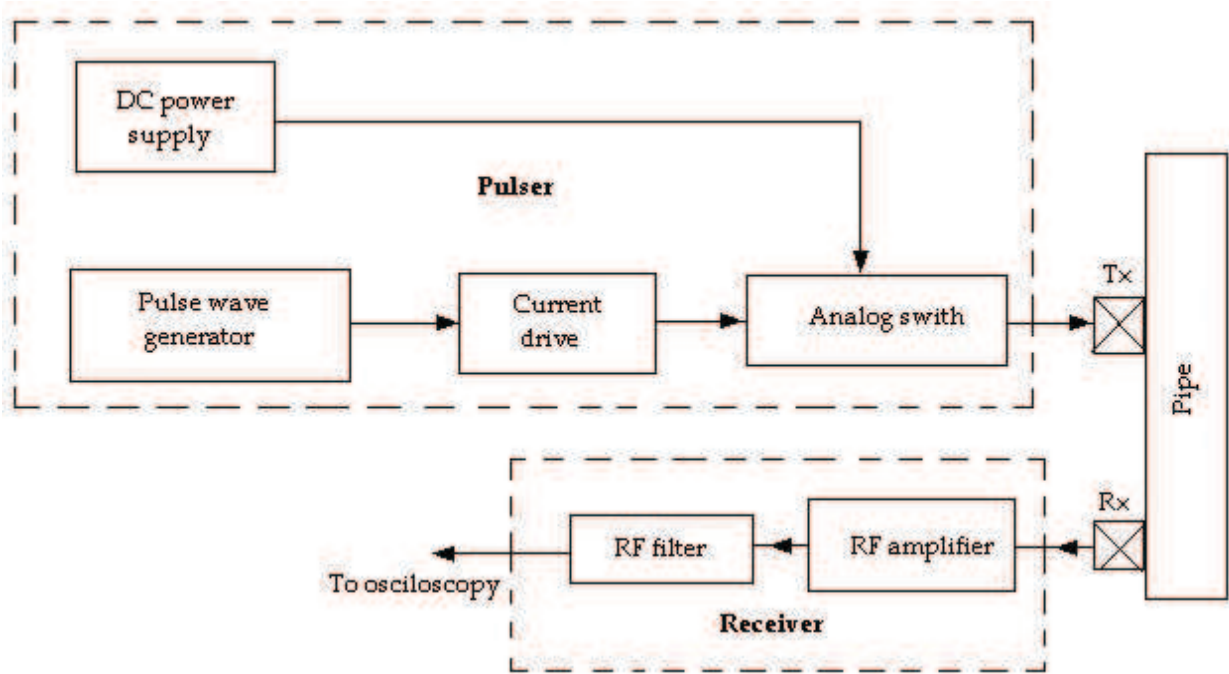 DC power
supply
Pulser
Pulse wave
generator
Current
drive
Analog swith
Tx
Pipe
Rx
RF amplifier
RF filter
To osciloscopy
Receiver